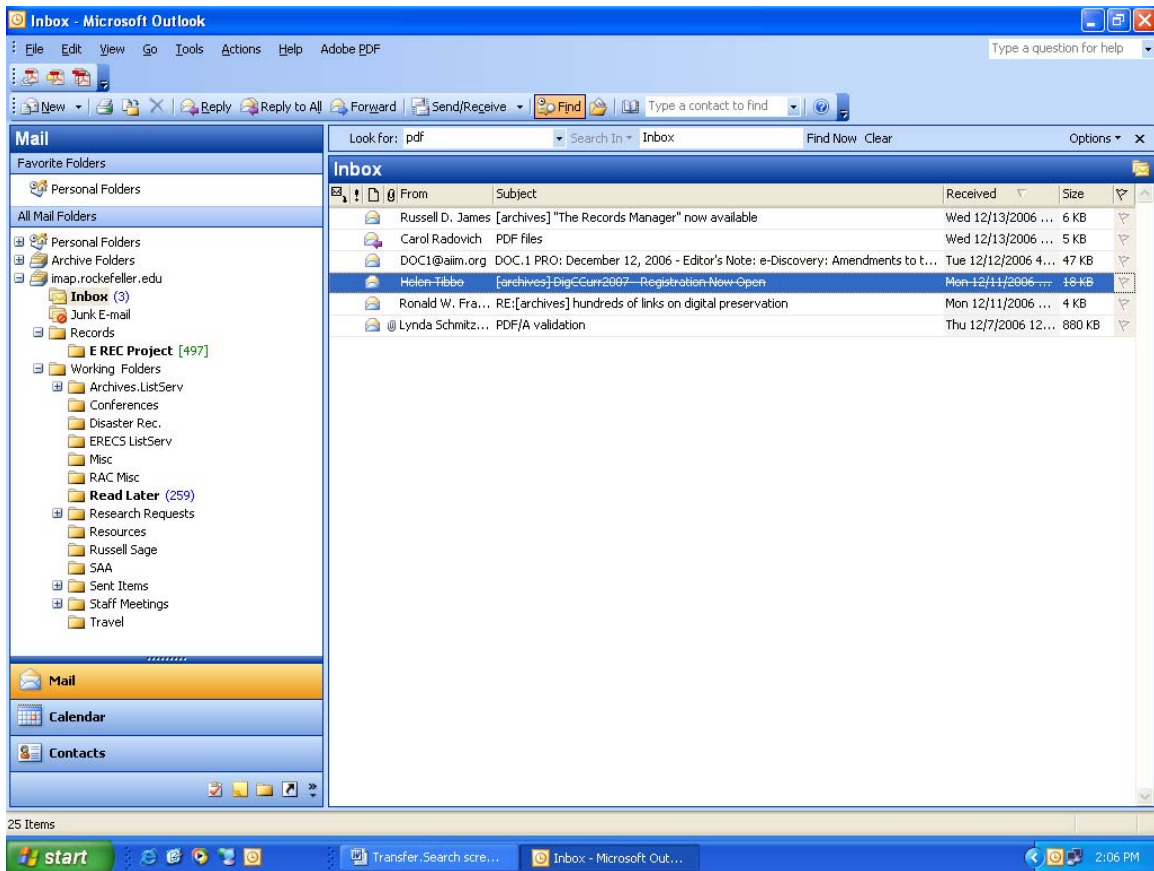 Inbox - Microsoft Outlook
File Edit View Go Tools Actions Help Adobe PDF Type a question for help
New Reply Reply to All Forward Send/Receive Find Type a contact to find
Mail
Favorite Folders
Personal Folders
All Mail Folders
Personal Folders
Archive Folders
imap.rockefeller.edu
Inbox (3)
Junk E-mail
Records
E REC Project [497]
Working Folders
Archives.ListServ
Conferences
Disaster Rec.
ERECS ListServ
Misc
RAC Misc
Read Later (259)
Research Requests
Resources
Russell Sage
SAA
Sent Items
Staff Meetings
Travel
Mail
Calendar
Contacts
Look for: pdf Search In Inbox Find Now Clear Options
Inbox
From Subject Received Size
Russell D. James [archives] "The Records Manager" now available Wed 12/13/2006 ... 6 KB
Carol Radovich PDF files Wed 12/13/2006 ... 5 KB
DOC1@aiim.org DOC.1 PRO: December 12, 2006 - Editor's Note: e-Discovery: Amendments to t... Tue 12/12/2006 4... 47 KB
Helen Tibbo [archives] DigCCurr2007 - Registration Now Open Mon 12/11/2006 ... 18 KB
Ronald W. Fra... RE:[archives] hundreds of links on digital preservation Mon 12/11/2006 ... 4 KB
Lynda Schmitz... PDF/A validation Thu 12/7/2006 12... 880 KB
25 Items
start Transfer.Search scre... Inbox - Microsoft Out... 2:06 PM